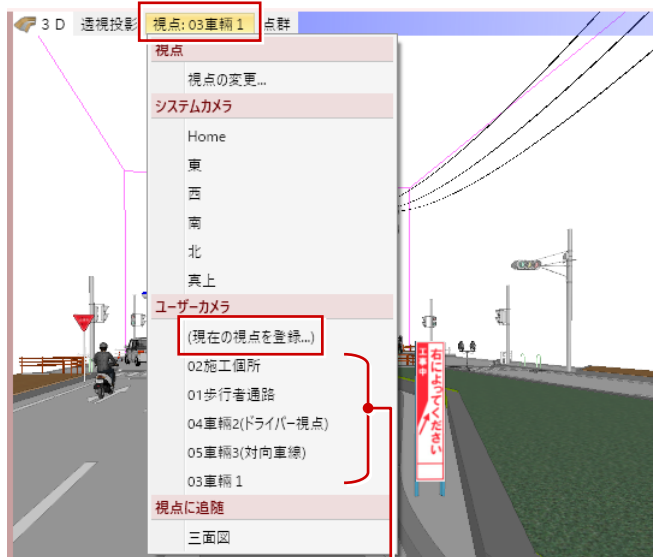 3 D 透視投影 視点: 03車輛 1 点群
視点
視点の変更...
システムカメラ
Home
東
西
南
北
真上
ユーザーカメラ
(現在の視点を登録...)
02施工個所
01歩行者通路
04車輛2(ドライバー視点)
05車輛3(対向車線)
03車輛 1
視点に追随
三面図
工事中
右によってください